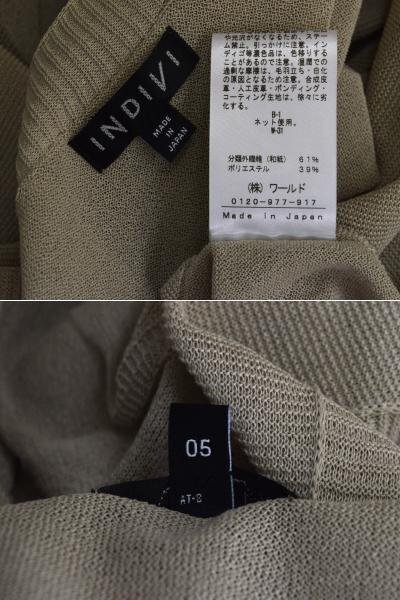 INDIVI
MADE
IN
JAPAN
や光沢がなくなるため、スチー
ム禁止。引っかけに注意。イン
ディゴ等濃色品は、色移りする
ことがあるので注意。湿潤での
過剰な摩擦は、毛羽立ち・白化
の原因となるため注意。合成皮
革・人工皮革・ボンディング・
コーティング生地は、徐々に劣
化する。
B-1
ネット使用。
W-31
分類外繊維（和紙） 61%
ポリエステル 39%
（株）ワールド
0120-977-917
Made in Japan
05
AT-B